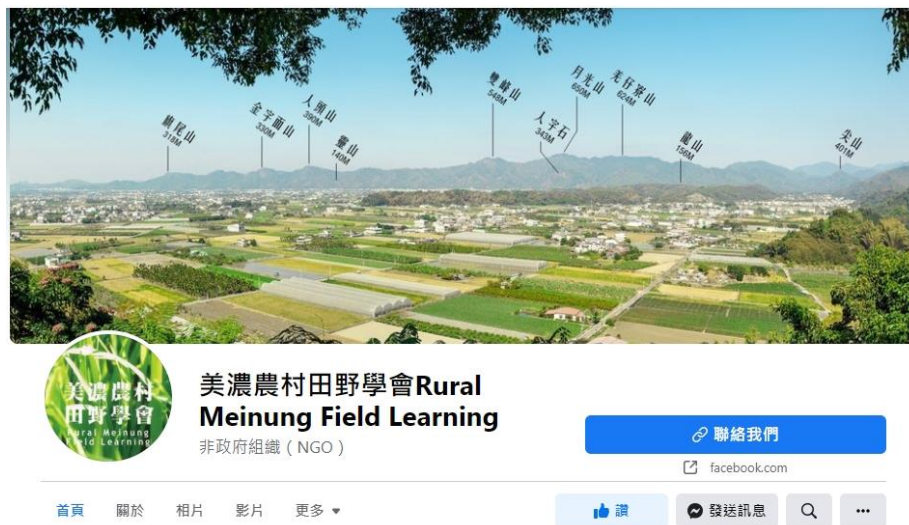 旗尾山
318M
金字面山
330M
人頭山
390M
靈山
140M
雙峰山
548M
人字石
343M
月光山
650M
羌仔寮山
624M
龍山
156M
尖山
401M
美濃農村
田野學會
Rural Meinung
Field Learning
美濃農村田野學會Rural
Meinung Field Learning
非政府組織（NGO）
聯絡我們
facebook.com
首頁 關於 相片 影片 更多
讚 發送訊息